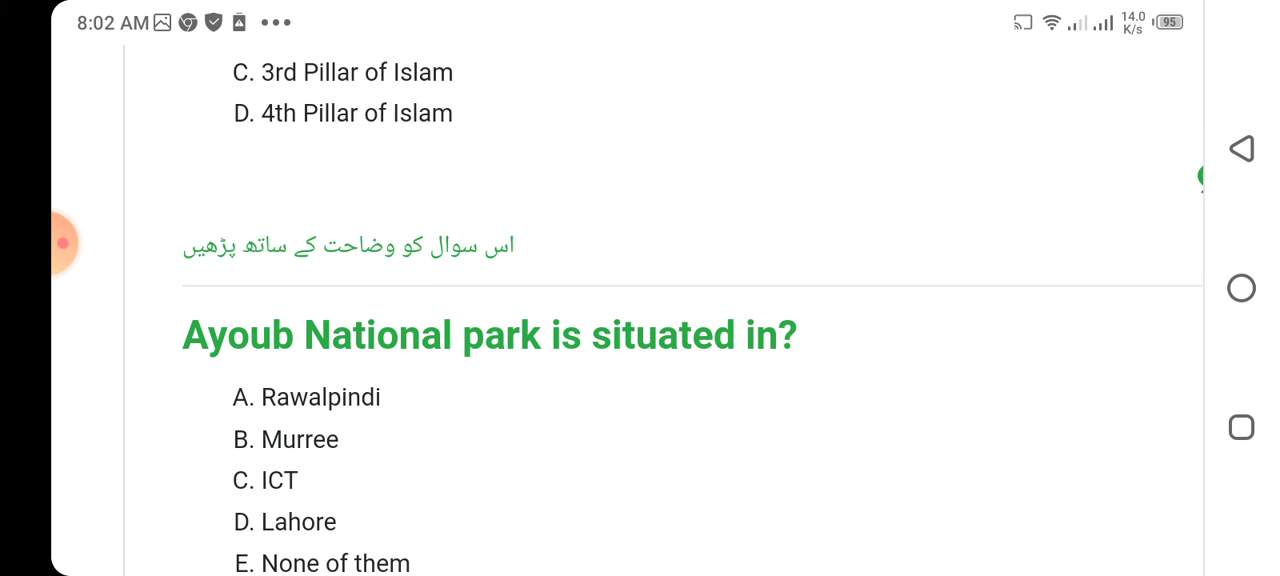 8:02 AM
14.0
K/s
95
C. 3rd Pillar of Islam
D. 4th Pillar of Islam
اس سوال کو وضاحت کے ساتھ پڑھیں
Ayoub National park is situated in?
A. Rawalpindi
B. Murree
C. ICT
D. Lahore
E. None of them